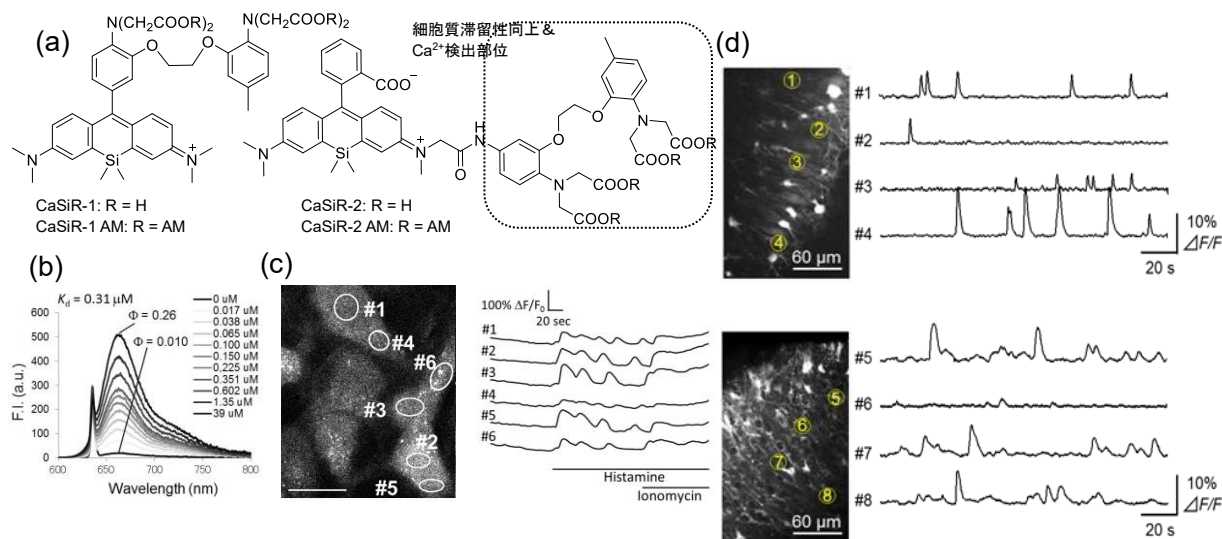 (a)
N(CH2COOR)2
N(CH2COOR)2
O
O
COO−
細胞質滞留性向上＆
Ca2+検出部位
N
Si
N
+
N
Si
N
+
O
H
N
O
O
N
COOR
COOR
N
COOR
COOR
CaSiR-1: R = H
CaSiR-1 AM: R = AM
CaSiR-2: R = H
CaSiR-2 AM: R = AM
(b)
Kd = 0.31 μM
Φ = 0.26
Φ = 0.010
0 uM
0.017 uM
0.038 uM
0.065 uM
0.100 uM
0.150 uM
0.225 uM
0.351 uM
0.602 uM
1.35 uM
39 uM
F.I. (a.u.)
600
500
400
300
200
100
0
600
650
700
750
800
Wavelength (nm)
(c)
#1
#4
#6
#3
#2
#5
100% ΔF/F0
20 sec
#1
#2
#3
#4
#5
#6
Histamine
Ionomycin
(d)
①
②
③
④
60 μm
#1
#2
#3
#4
10%
ΔF/F
20 s
⑤
⑥
⑦
⑧
60 μm
#5
#6
#7
#8
10%
ΔF/F
20 s